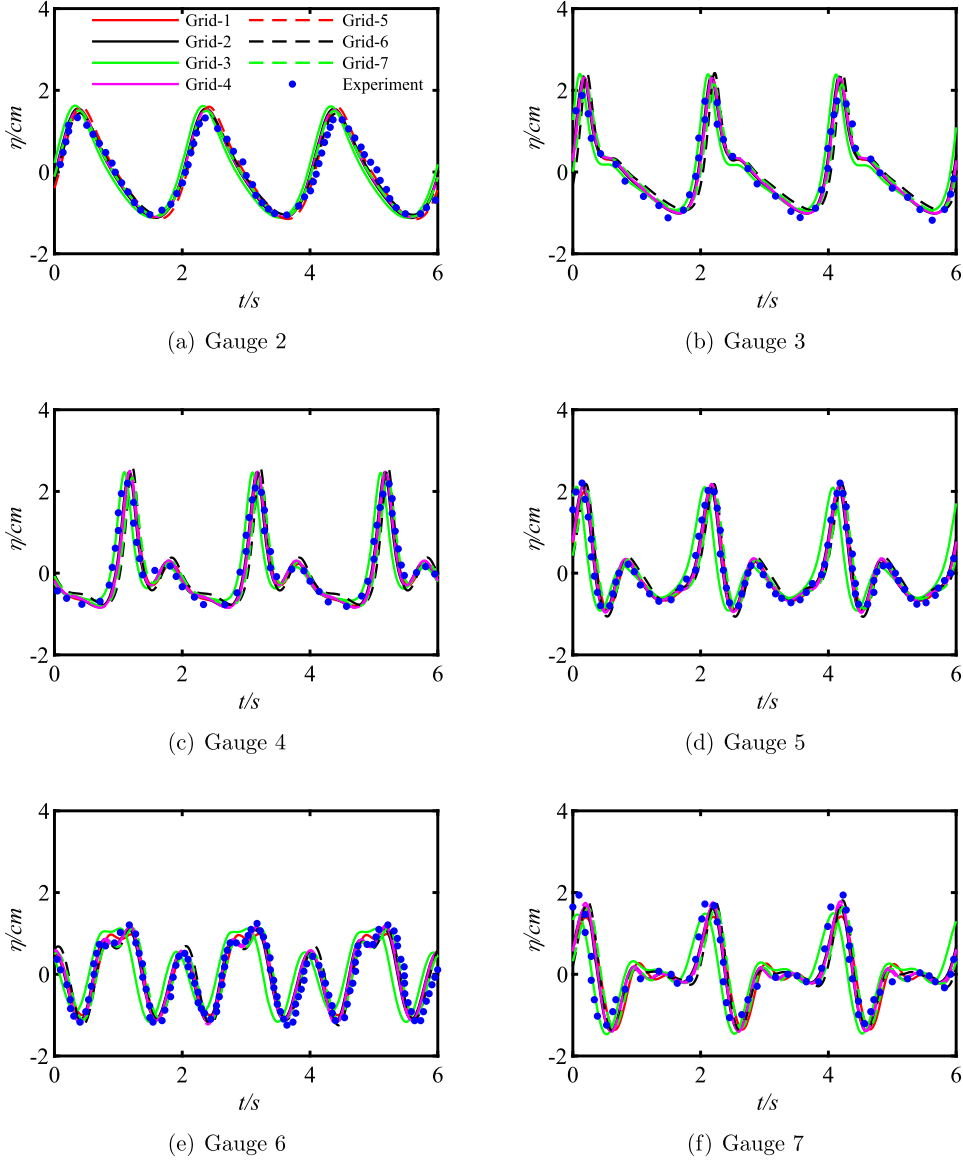 Grid-1
Grid-2
Grid-3
Grid-4
Grid-5
Grid-6
Grid-7
Experiment
4
2
0
-2
η/cm
0 2 4 6
t/s
(a) Gauge 2
4
2
0
-2
η/cm
0 2 4 6
t/s
(b) Gauge 3
4
2
0
-2
η/cm
0 2 4 6
t/s
(c) Gauge 4
4
2
0
-2
η/cm
0 2 4 6
t/s
(d) Gauge 5
4
2
0
-2
η/cm
0 2 4 6
t/s
(e) Gauge 6
4
2
0
-2
η/cm
0 2 4 6
t/s
(f) Gauge 7